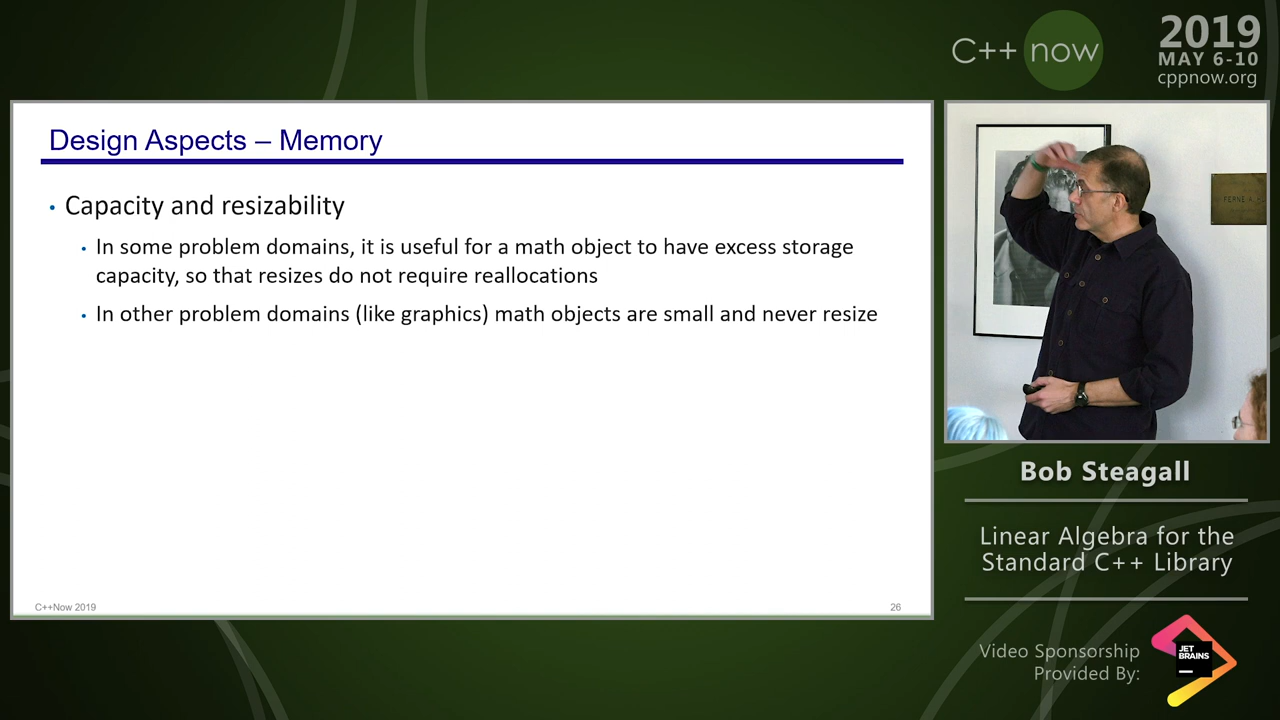 C++ now
2019
MAY 6-10
cppnow.org
Design Aspects – Memory
• Capacity and resizability
• In some problem domains, it is useful for a math object to have excess storage
capacity, so that resizes do not require reallocations
• In other problem domains (like graphics) math objects are small and never resize
C++Now 2019
26
Bob Steagall
Linear Algebra for the
Standard C++ Library
Video Sponsorship
Provided By:
JET
BRAINS